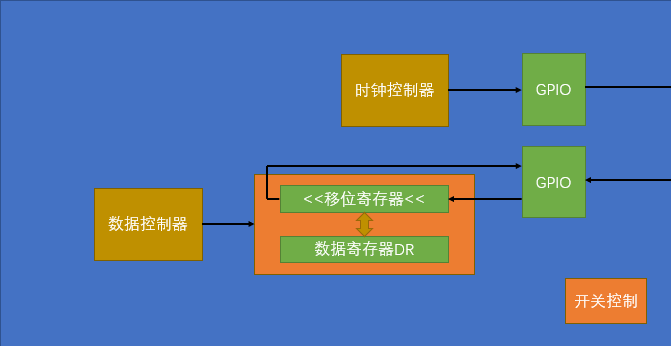 时钟控制器
GPIO
GPIO
<<移位寄存器<<
数据控制器
数据寄存器DR
开关控制